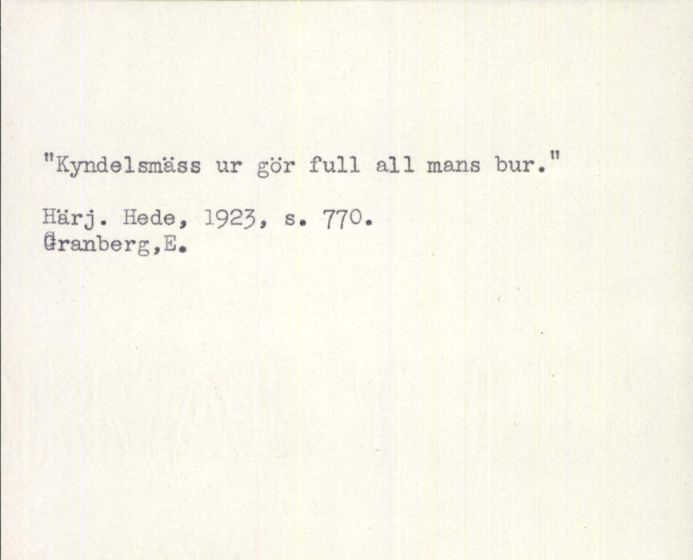 "Kyndelsmäss ur gör full all mans bur."
Härj. Hede, 1923, s. 770.
Granberg,E.